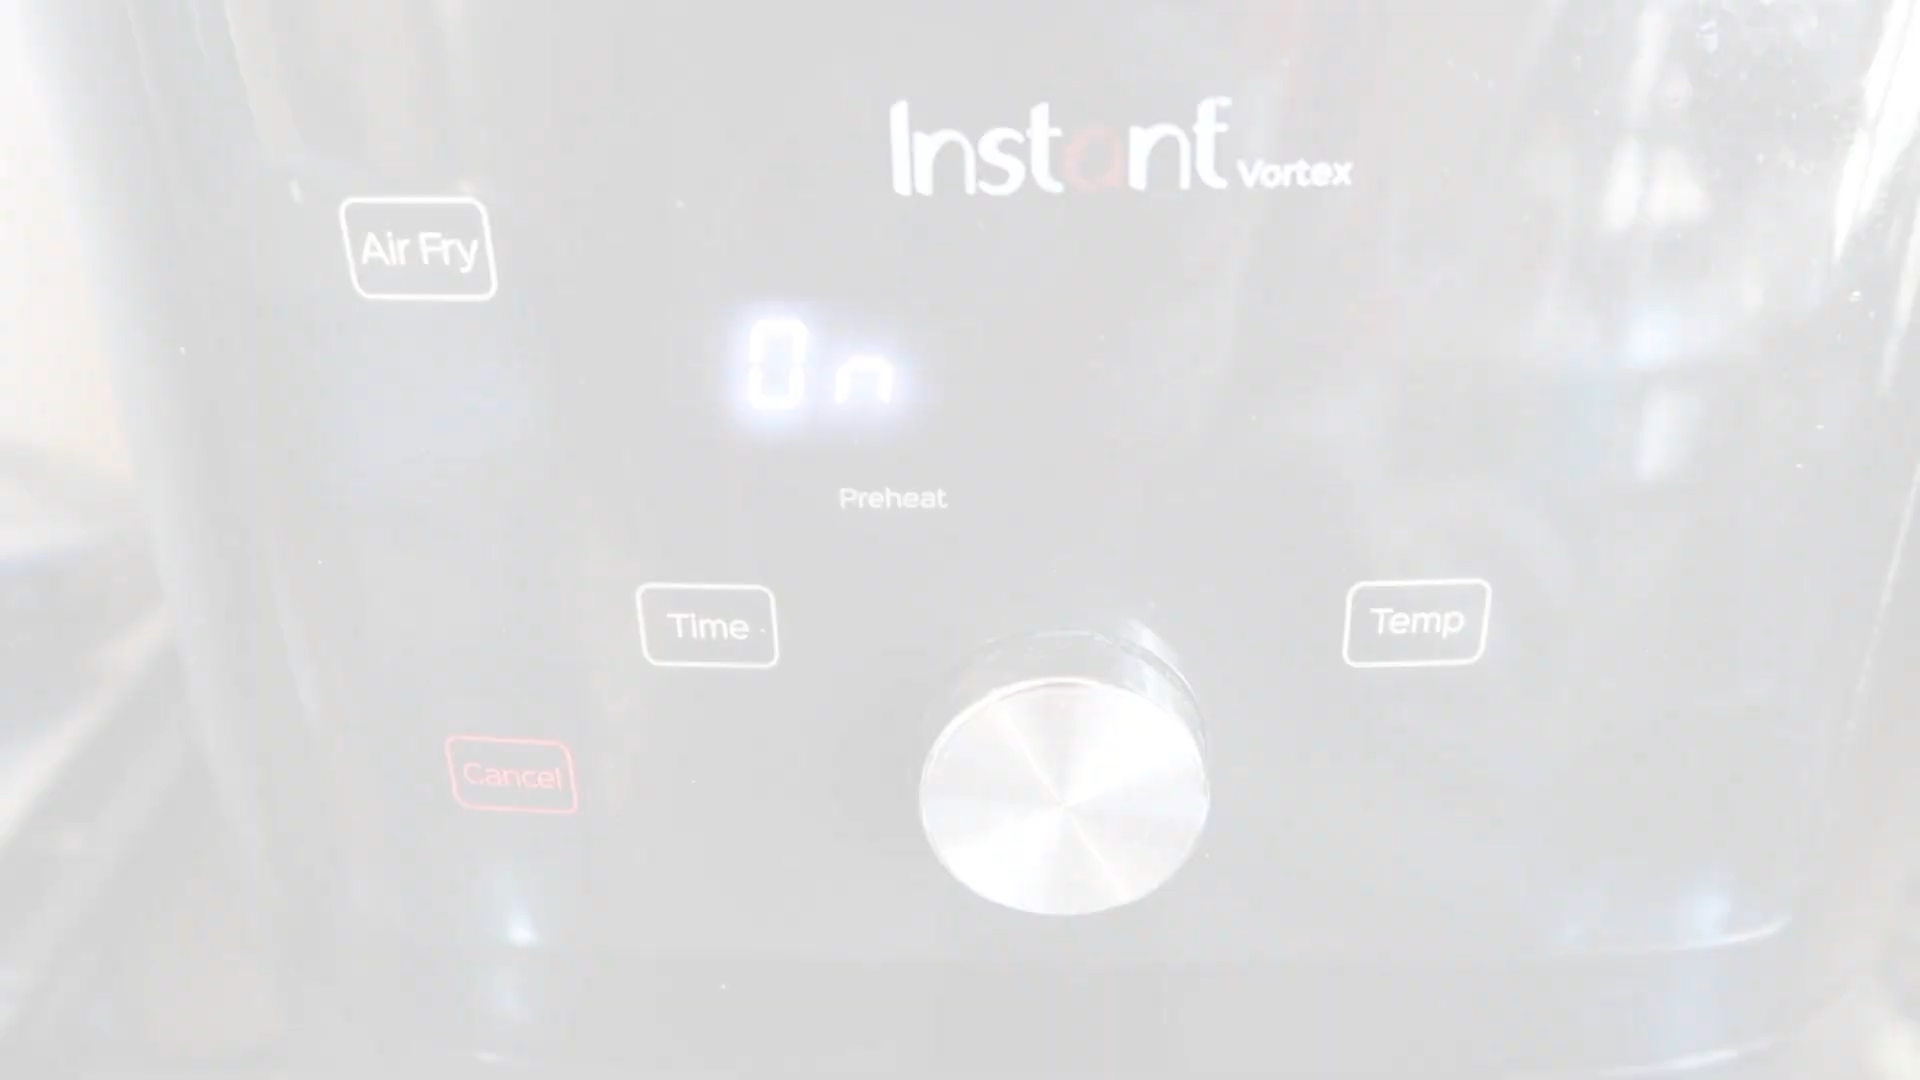 Instant Vortex
Air Fry
On
Preheat
Time
Temp
Cancel